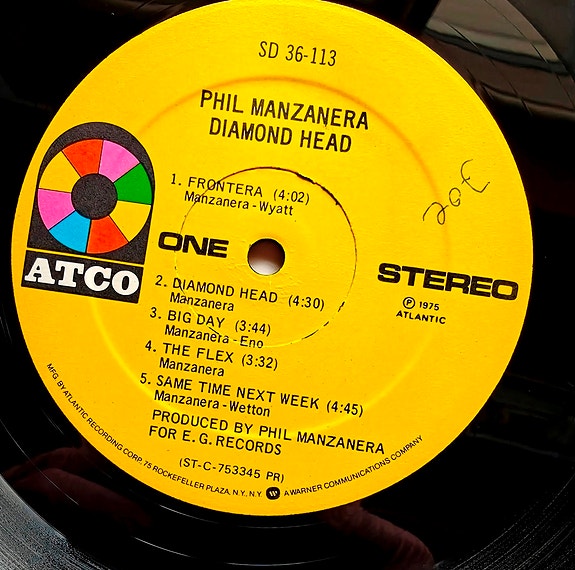 SD 36-113
PHIL MANZANERA
DIAMOND HEAD
1. FRONTERA (4:02)
Manzanera-Wyatt
ONE
ATCO
STEREO
Ⓟ 1975
ATLANTIC
2. DIAMOND HEAD (4:30)
Manzanera
3. BIG DAY (3:44)
Manzanera-Eno
4. THE FLEX (3:32)
Manzanera
5. SAME TIME NEXT WEEK (4:45)
Manzanera-Wetton
PRODUCED BY PHIL MANZANERA
FOR E. G. RECORDS
(ST-C-753345 PR)
MFG. BY ATLANTIC RECORDING CORP. 75 ROCKEFELLER PLAZA, N.Y., N.Y. W A WARNER COMMUNICATIONS COMPANY